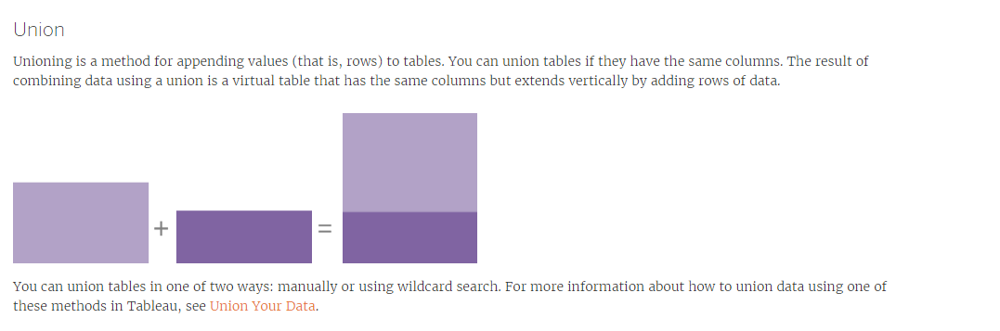 Union
Unioning is a method for appending values (that is, rows) to tables. You can union tables if they have the same columns. The result of
combining data using a union is a virtual table that has the same columns but extends vertically by adding rows of data.
+ =
You can union tables in one of two ways: manually or using wildcard search. For more information about how to union data using one of
these methods in Tableau, see Union Your Data.